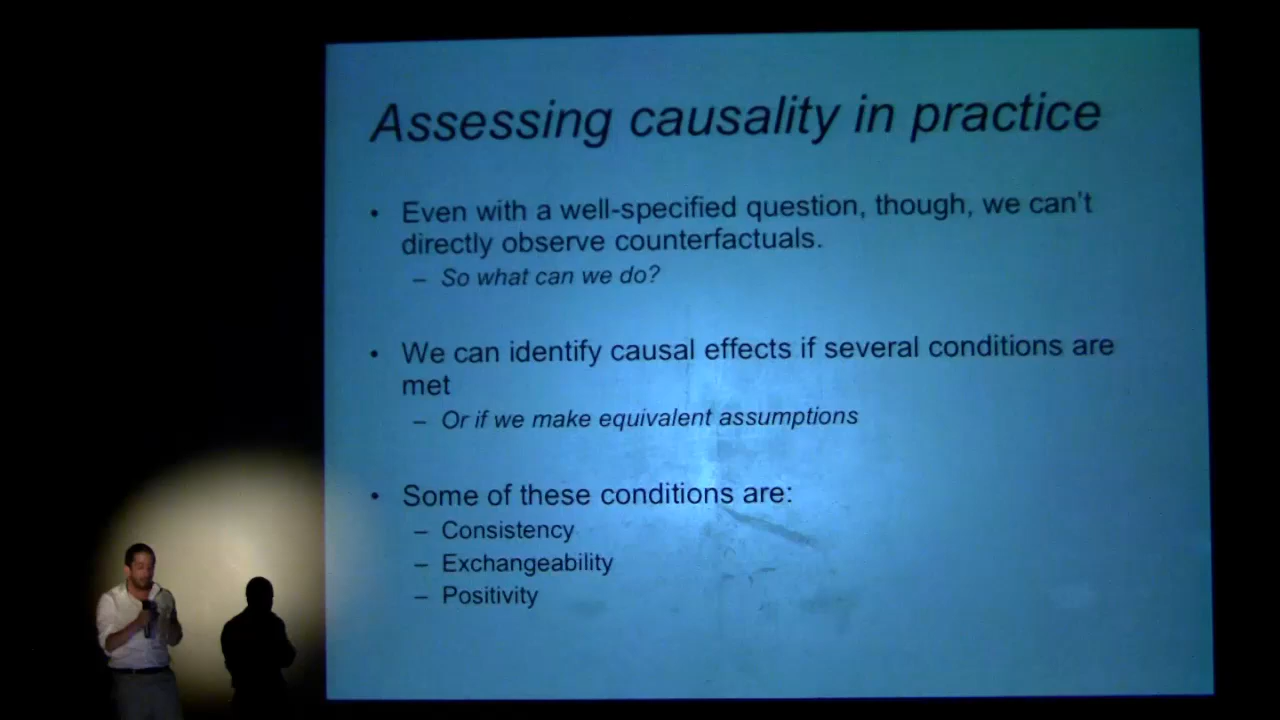 Assessing causality in practice
• Even with a well-specified question, though, we can't
directly observe counterfactuals.
– So what can we do?
• We can identify causal effects if several conditions are
met
– Or if we make equivalent assumptions
• Some of these conditions are:
– Consistency
– Exchangeability
– Positivity